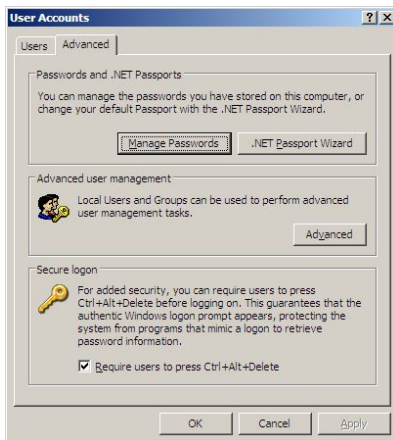 User Accounts
Users Advanced
Passwords and .NET Passports
You can manage the passwords you have stored on this computer, or
change your default Passport with the .NET Passport Wizard.
Manage Passwords .NET Passport Wizard
Advanced user management
Local Users and Groups can be used to perform advanced
user management tasks.
Advanced
Secure logon
For added security, you can require users to press
Ctrl+Alt+Delete before logging on. This guarantees that the
authentic Windows logon prompt appears, protecting the
system from programs that mimic a logon to retrieve
password information.
Require users to press Ctrl+Alt+Delete
OK Cancel Apply